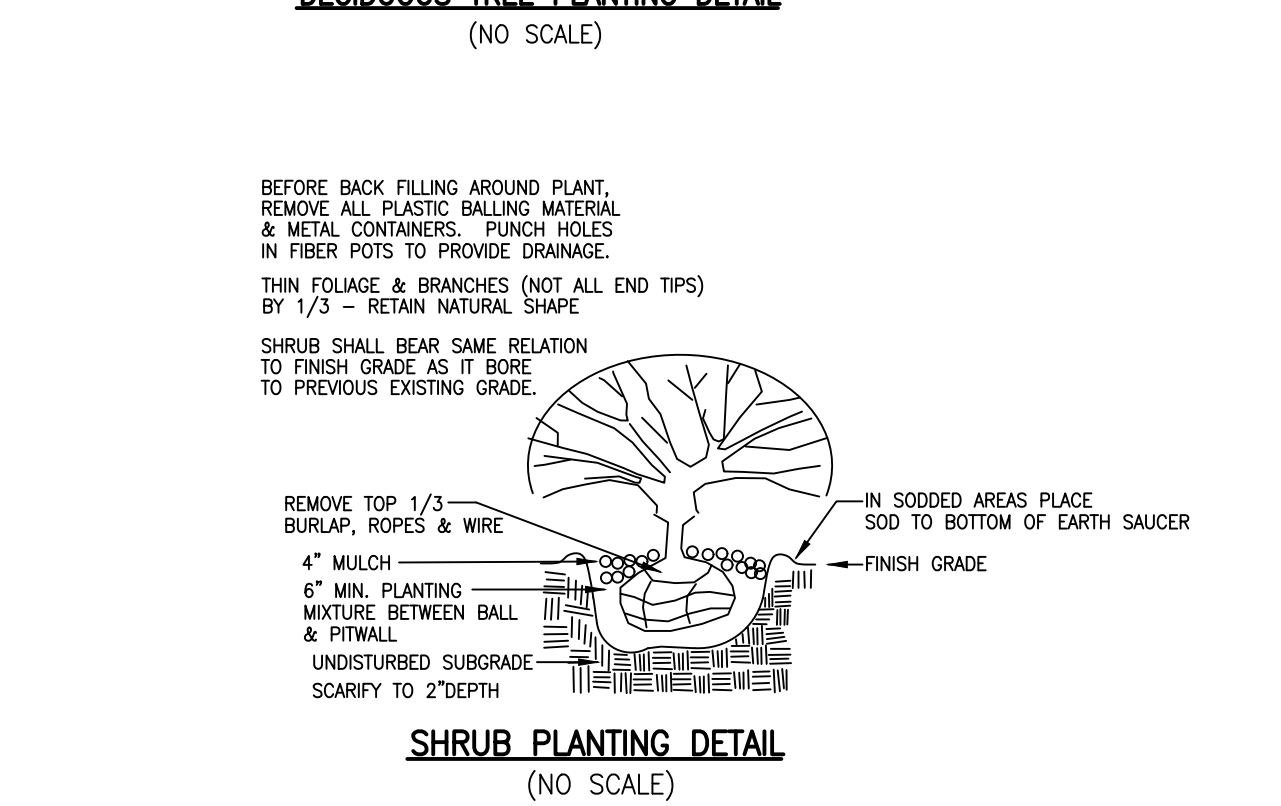 DECIDUOUS TREE PLANTING DETAIL
(NO SCALE)
BEFORE BACK FILLING AROUND PLANT,
REMOVE ALL PLASTIC BALLING MATERIAL
& METAL CONTAINERS. PUNCH HOLES
IN FIBER POTS TO PROVIDE DRAINAGE.
THIN FOLIAGE & BRANCHES (NOT ALL END TIPS)
BY 1/3 – RETAIN NATURAL SHAPE
SHRUB SHALL BEAR SAME RELATION
TO FINISH GRADE AS IT BORE
TO PREVIOUS EXISTING GRADE.
REMOVE TOP 1/3
BURLAP, ROPES & WIRE
4" MULCH
6" MIN. PLANTING
MIXTURE BETWEEN BALL
& PITWALL
UNDISTURBED SUBGRADE
SCARIFY TO 2"DEPTH
IN SODDED AREAS PLACE
SOD TO BOTTOM OF EARTH SAUCER
FINISH GRADE
SHRUB PLANTING DETAIL
(NO SCALE)